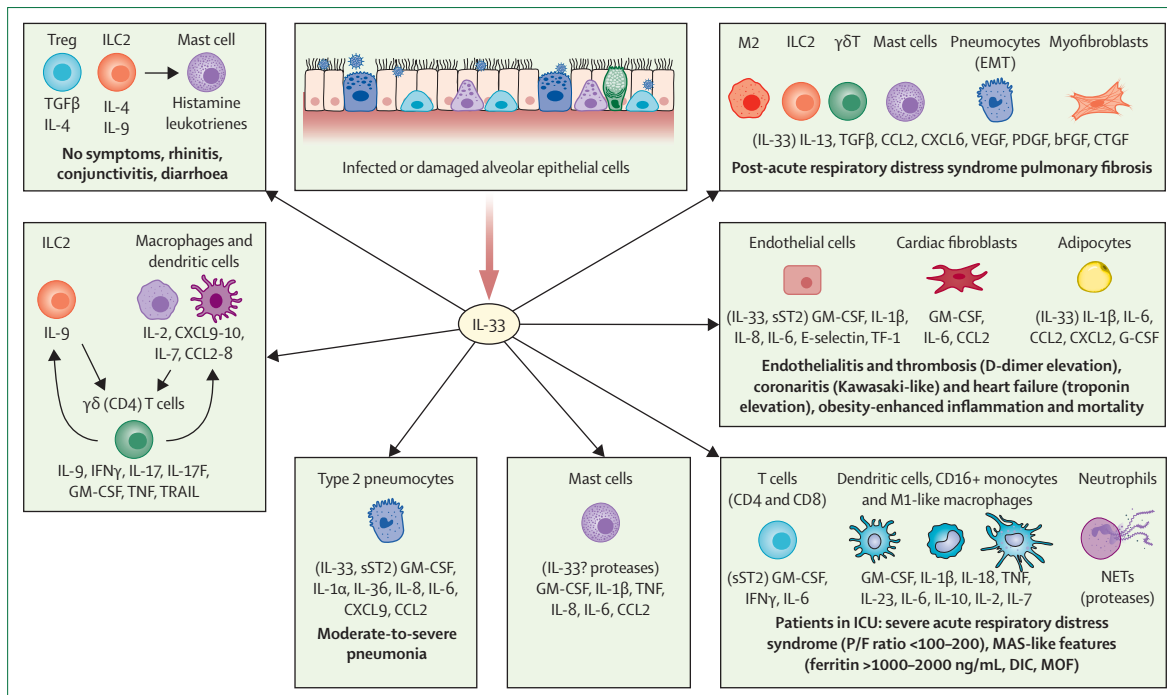 Treg
ILC2
Mast cell
TGFβ
IL-4
IL-4
IL-9
Histamine
leukotrienes
No symptoms, rhinitis,
conjunctivitis, diarrhoea
Infected or damaged alveolar epithelial cells
M2
ILC2
γδT
Mast cells
Pneumocytes
(EMT)
Myofibroblasts
(IL-33) IL-13, TGFβ, CCL2, CXCL6, VEGF, PDGF, bFGF, CTGF
Post-acute respiratory distress syndrome pulmonary fibrosis
ILC2
Macrophages and
dendritic cells
IL-9
IL-2, CXCL9-10,
IL-7, CCL2-8
γδ (CD4) T cells
IL-9, IFNγ, IL-17, IL-17F,
GM-CSF, TNF, TRAIL
IL-33
Endothelial cells
Cardiac fibroblasts
Adipocytes
(IL-33, sST2) GM-CSF, IL-1β,
IL-8, IL-6, E-selectin, TF-1
GM-CSF,
IL-6, CCL2
(IL-33) IL-1β, IL-6,
CCL2, CXCL2, G-CSF
Endothelialitis and thrombosis (D-dimer elevation),
coronaritis (Kawasaki-like) and heart failure (troponin
elevation), obesity-enhanced inflammation and mortality
Type 2 pneumocytes
(IL-33, sST2) GM-CSF,
IL-1α, IL-36, IL-8, IL-6,
CXCL9, CCL2
Moderate-to-severe
pneumonia
Mast cells
(IL-33? proteases)
GM-CSF, IL-1β, TNF,
IL-8, IL-6, CCL2
T cells
(CD4 and CD8)
Dendritic cells, CD16+ monocytes
and M1-like macrophages
Neutrophils
(sST2) GM-CSF,
IFNγ, IL-6
GM-CSF, IL-1β, IL-18, TNF,
IL-23, IL-6, IL-10, IL-2, IL-7
NETs
(proteases)
Patients in ICU: severe acute respiratory distress
syndrome (P/F ratio <100–200), MAS-like features
(ferritin >1000–2000 ng/mL, DIC, MOF)